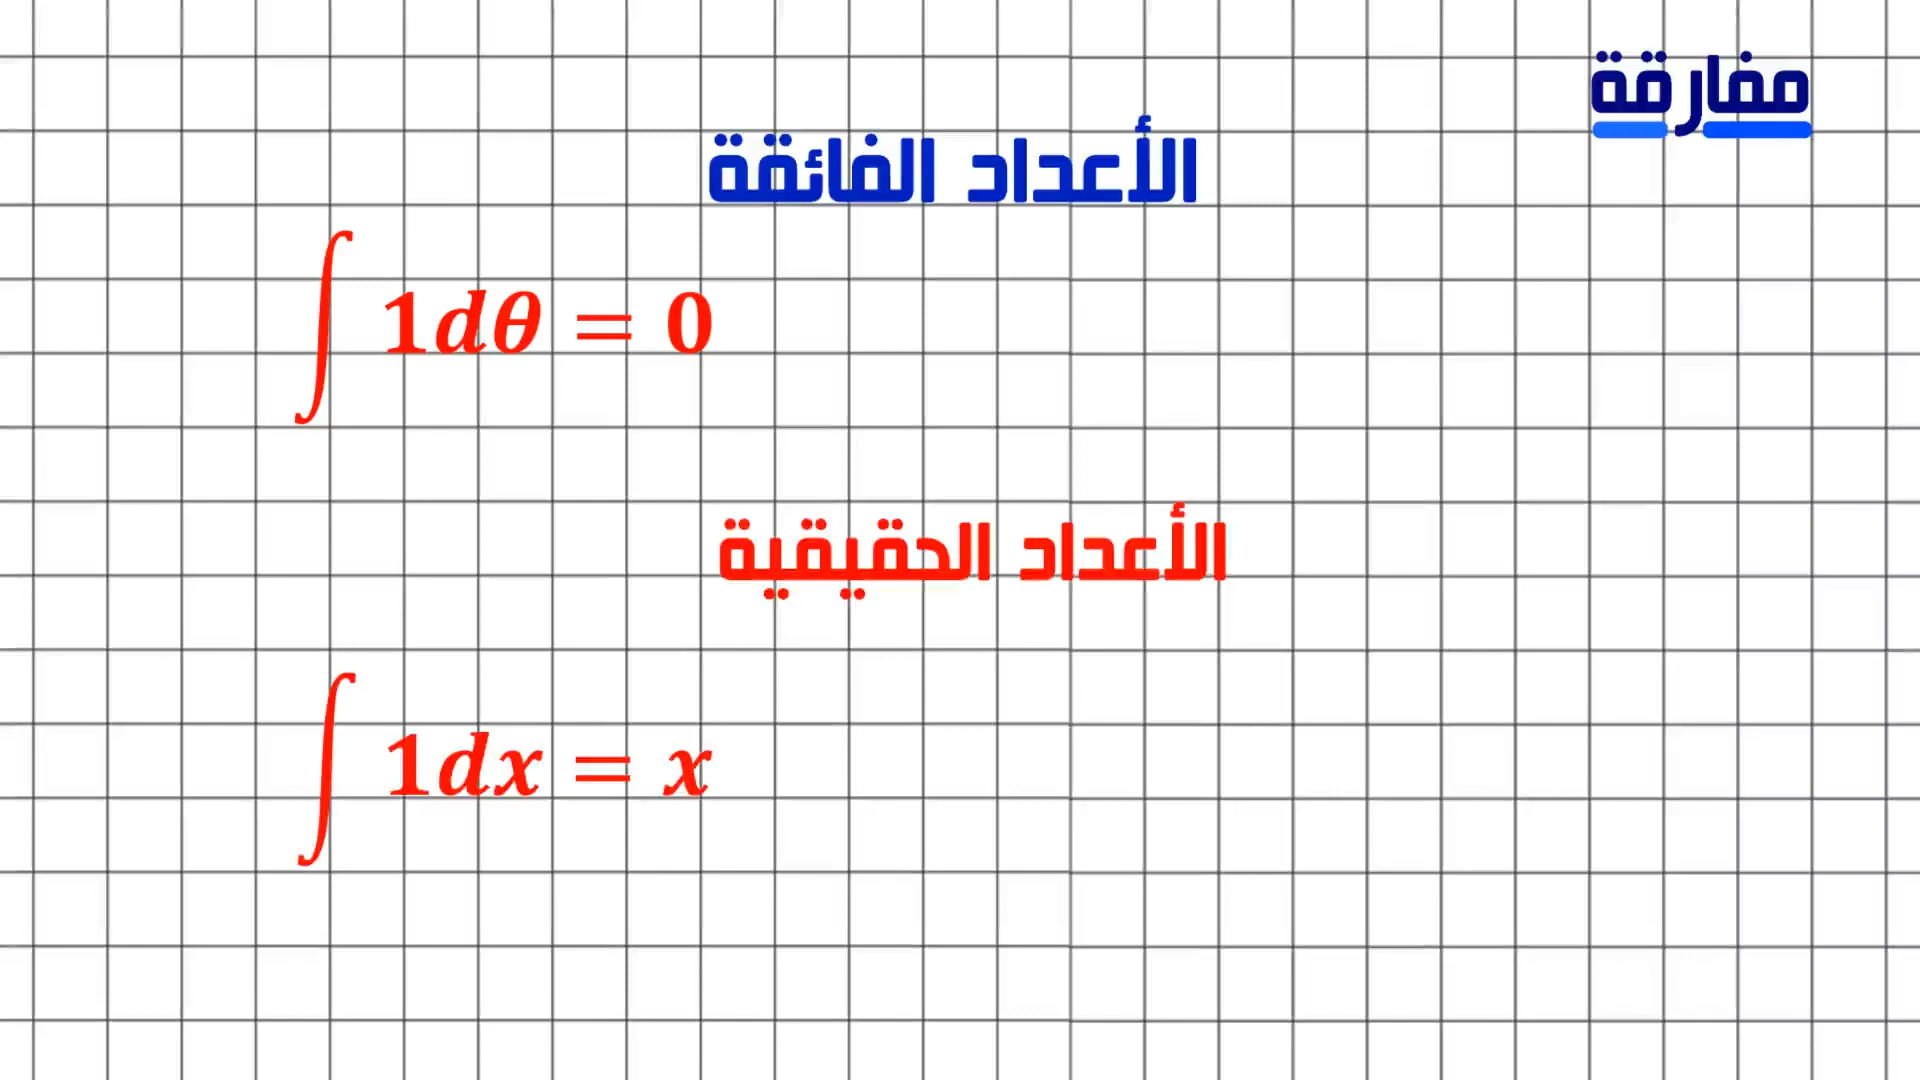 مفارقة
الأعداد الفائقة
∫ 1dθ = 0
الأعداد الحقيقية
∫ 1dx = x